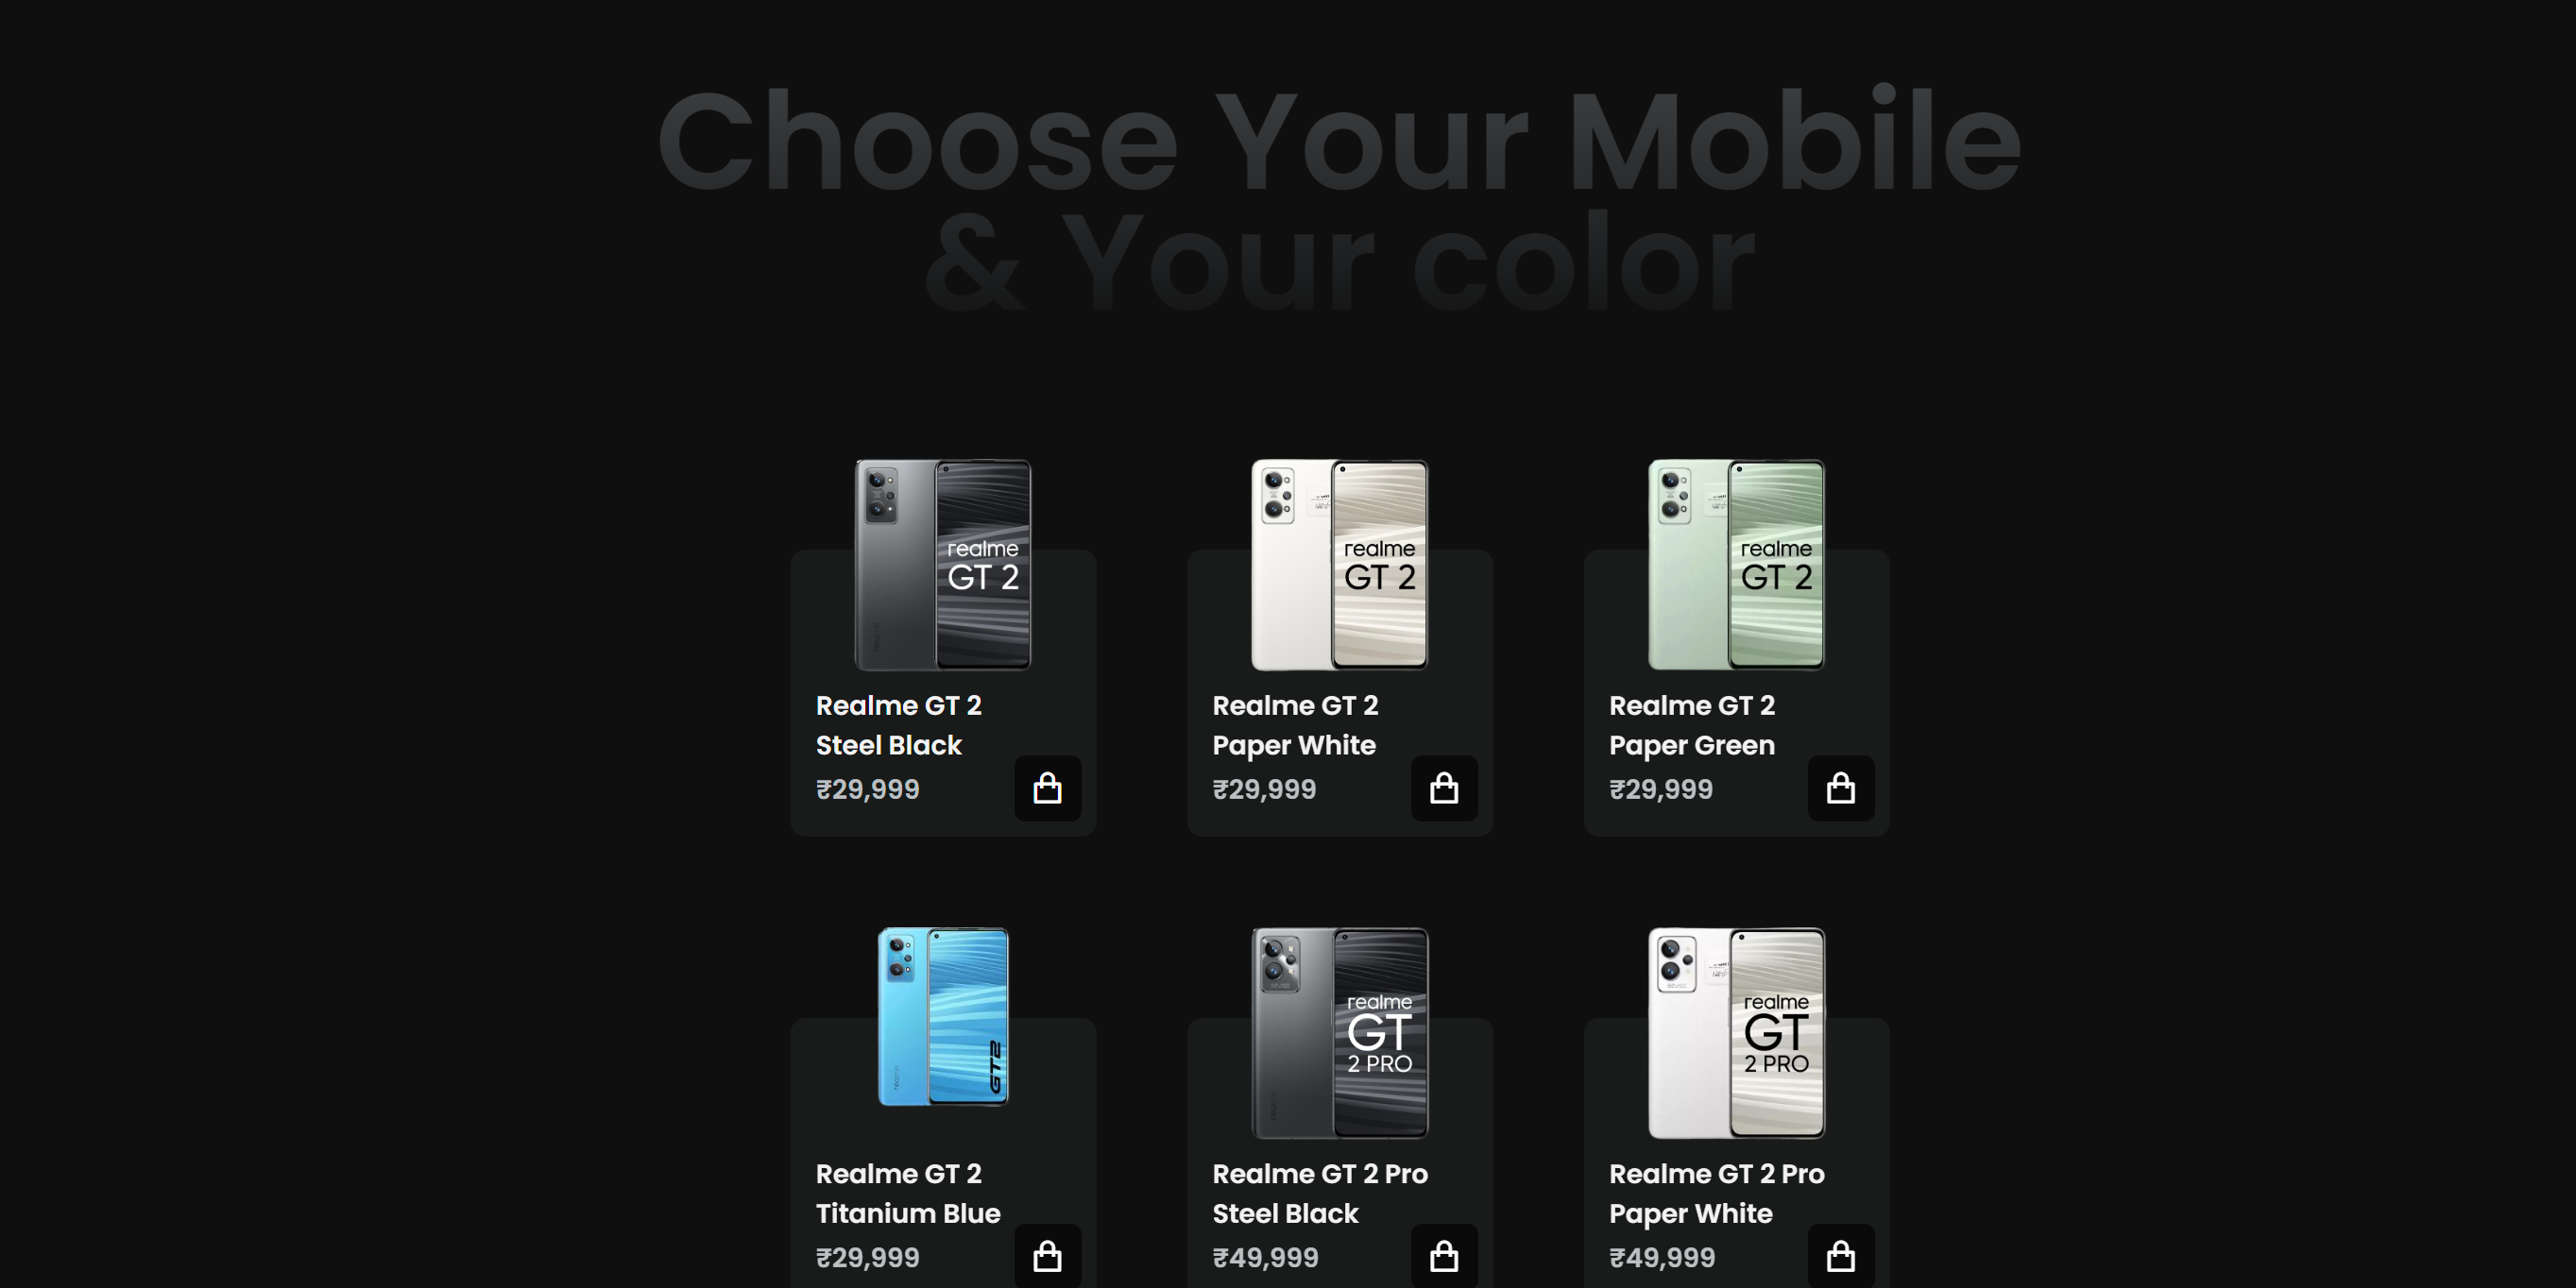 Choose Your Mobile
& Your color
realme
GT 2
realme
GT 2
realme
GT 2
Realme GT 2
Steel Black
₹29,999
Realme GT 2
Paper White
₹29,999
Realme GT 2
Paper Green
₹29,999
GT2
realme
GT
2 PRO
realme
GT
2 PRO
Realme GT 2
Titanium Blue
₹29,999
Realme GT 2 Pro
Steel Black
₹49,999
Realme GT 2 Pro
Paper White
₹49,999